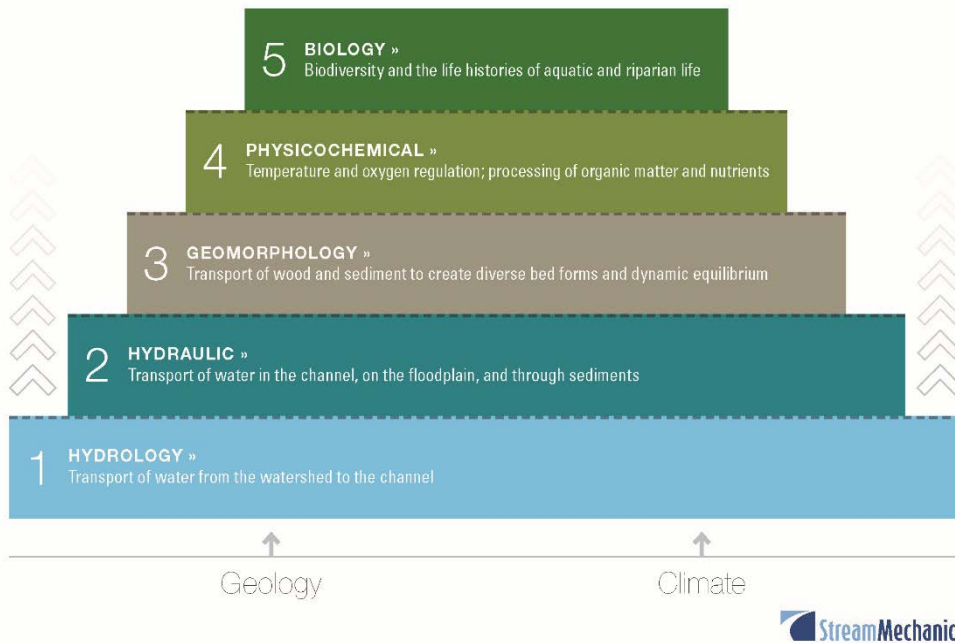 5 BIOLOGY »
Biodiversity and the life histories of aquatic and riparian life
4 PHYSICOCHEMICAL »
Temperature and oxygen regulation; processing of organic matter and nutrients
3 GEOMORPHOLOGY »
Transport of wood and sediment to create diverse bed forms and dynamic equilibrium
2 HYDRAULIC »
Transport of water in the channel, on the floodplain, and through sediments
1 HYDROLOGY »
Transport of water from the watershed to the channel
Geology Climate
StreamMechanic